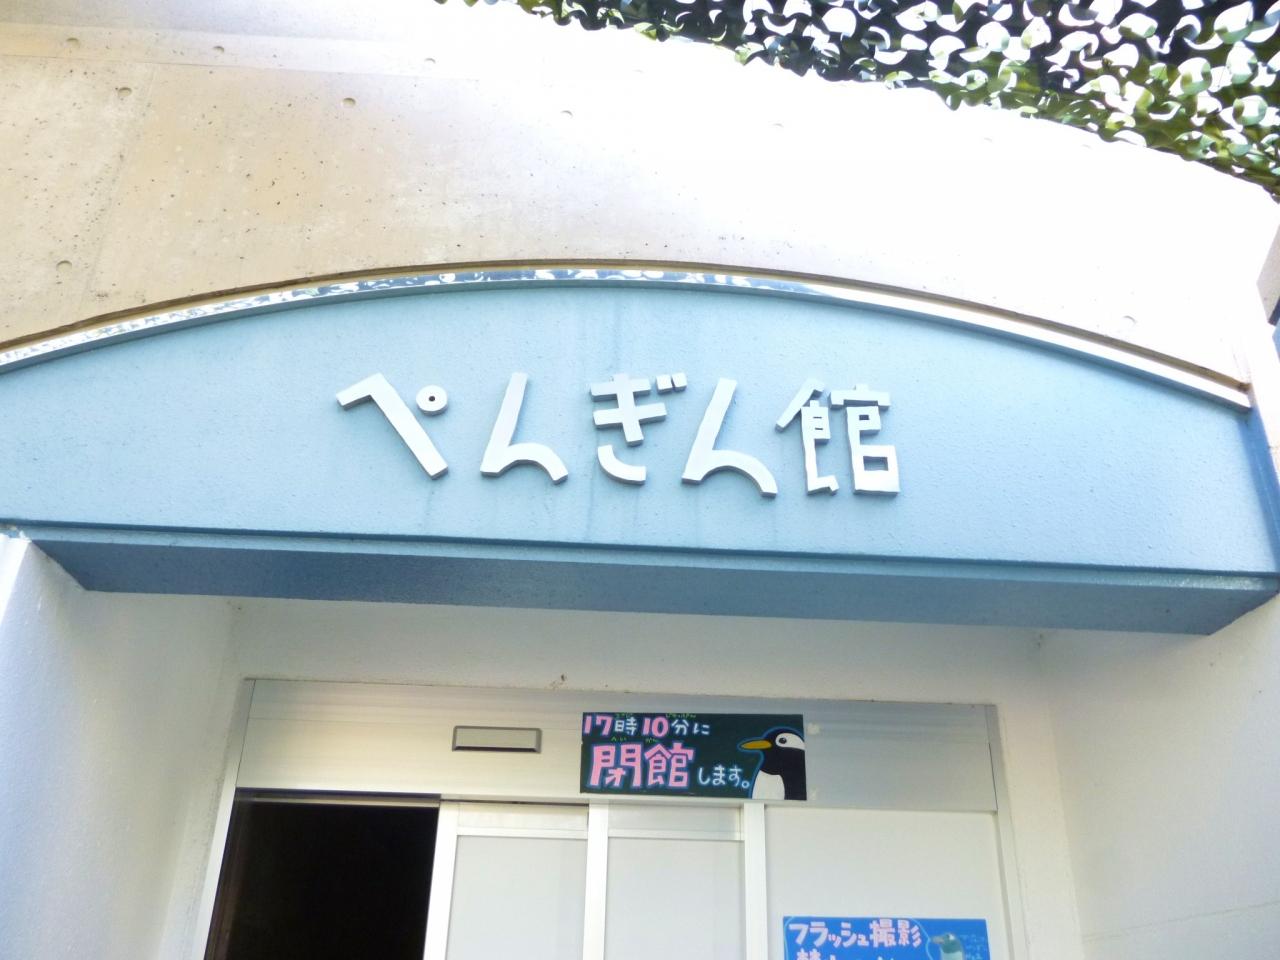 ぺんぎん館
17時10分に
閉館します。
フラッシュ撮影